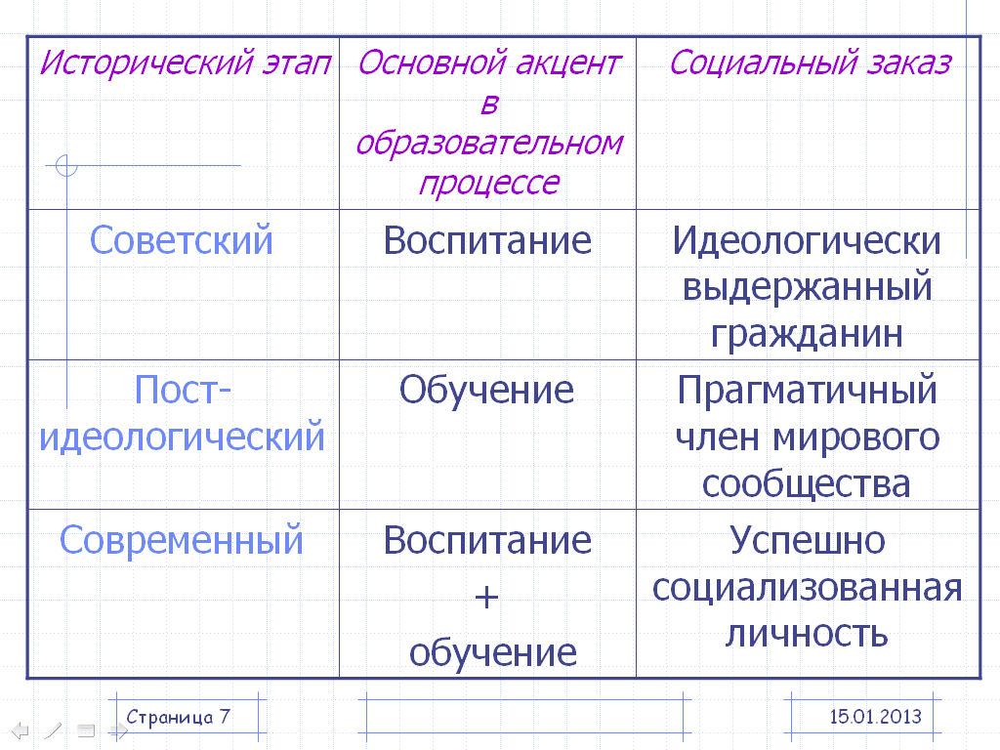 Исторический этап
Основной акцент
в
образовательном
процессе
Социальный заказ
Советский
Воспитание
Идеологически
выдержанный
гражданин
Пост-
идеологический
Обучение
Прагматичный
член мирового
сообщества
Современный
Воспитание
+
обучение
Успешно
социализованная
личность
Страница 7
15.01.2013